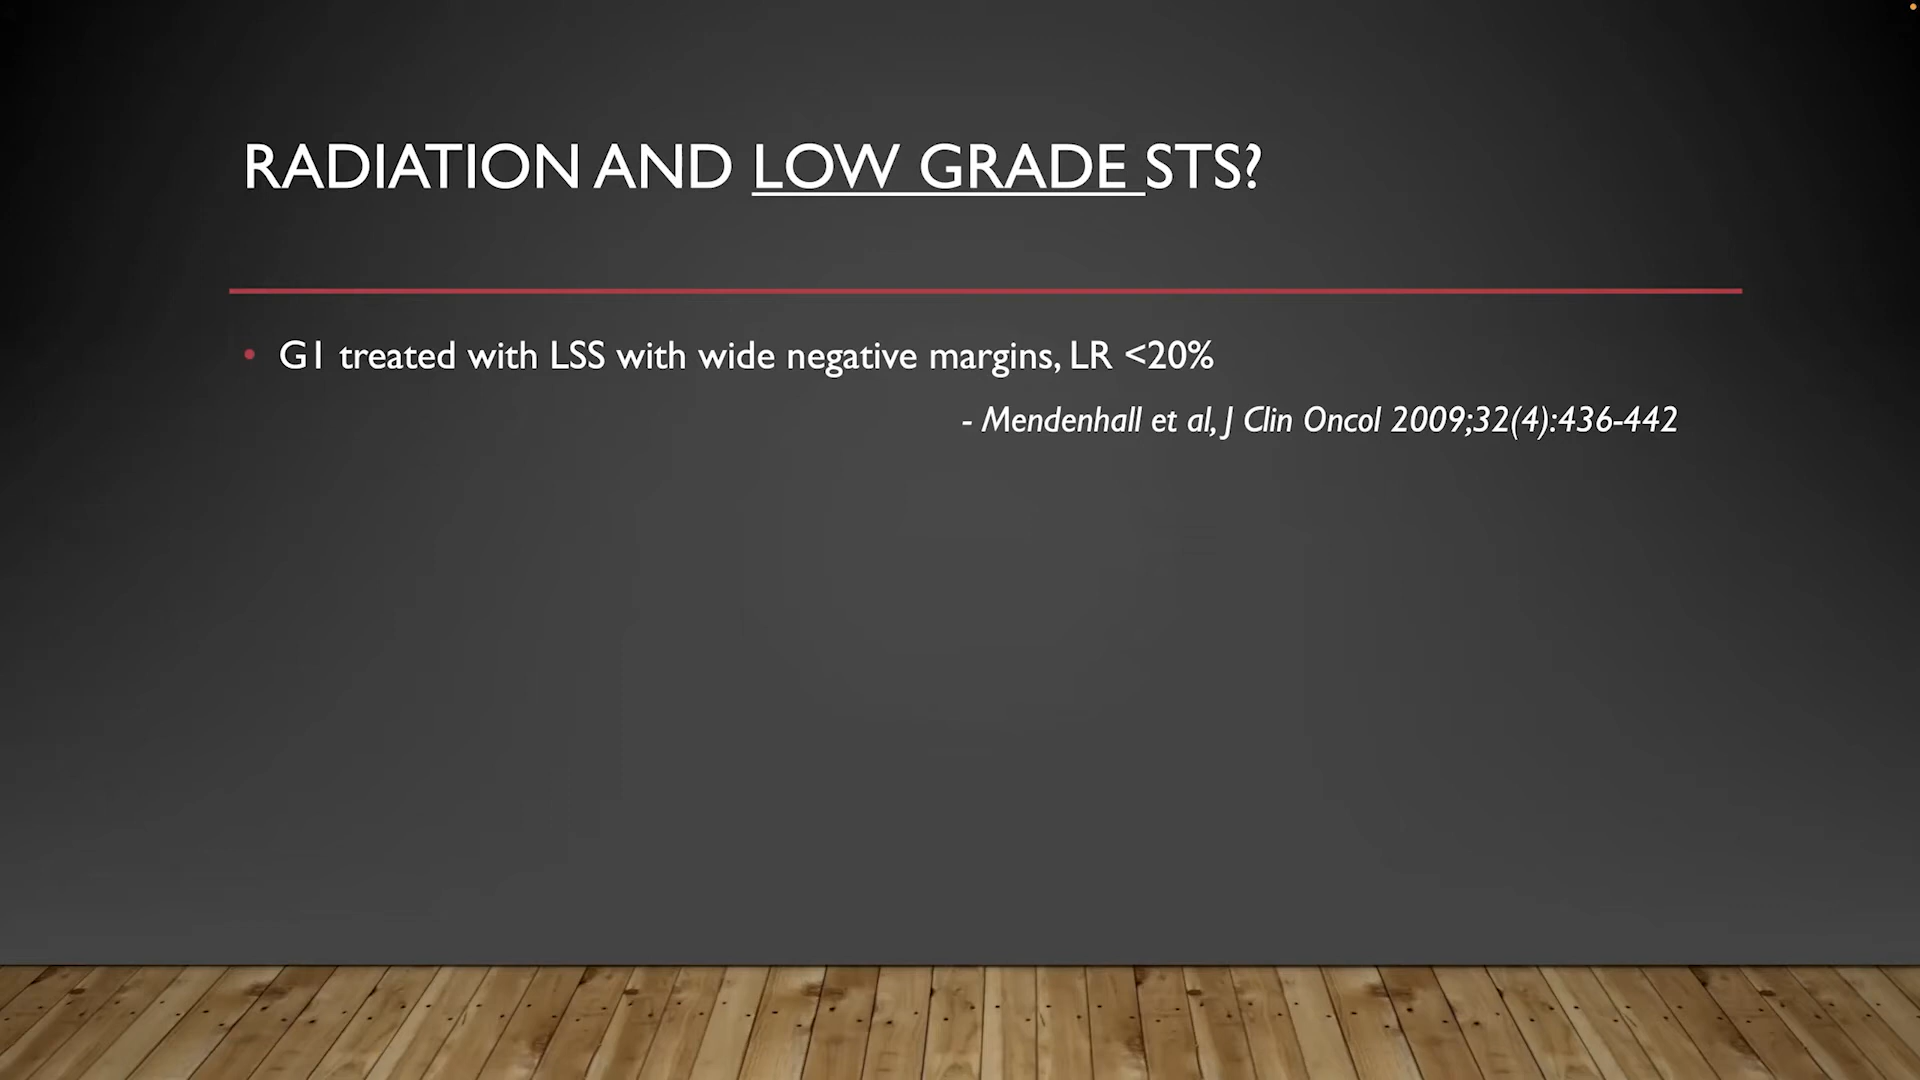 RADIATION AND LOW GRADE STS?
• G1 treated with LSS with wide negative margins, LR <20%
- Mendenhall et al, J Clin Oncol 2009;32(4):436-442